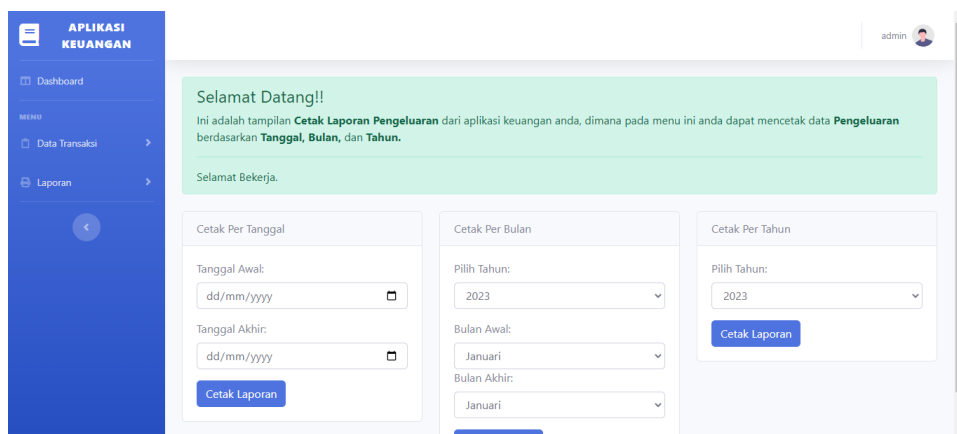 APLIKASI
KEUANGAN
admin
Dashboard
MENU
Data Transaksi
Laporan
Selamat Datang!!
Ini adalah tampilan Cetak Laporan Pengeluaran dari aplikasi keuangan anda, dimana pada menu ini anda dapat mencetak data Pengeluaran
berdasarkan Tanggal, Bulan, dan Tahun.
Selamat Bekerja.
Cetak Per Tanggal
Tanggal Awal:
dd/mm/yyyy
Tanggal Akhir:
dd/mm/yyyy
Cetak Laporan
Cetak Per Bulan
Pilih Tahun:
2023
Bulan Awal:
Januari
Bulan Akhir:
Januari
Cetak Per Tahun
Pilih Tahun:
2023
Cetak Laporan